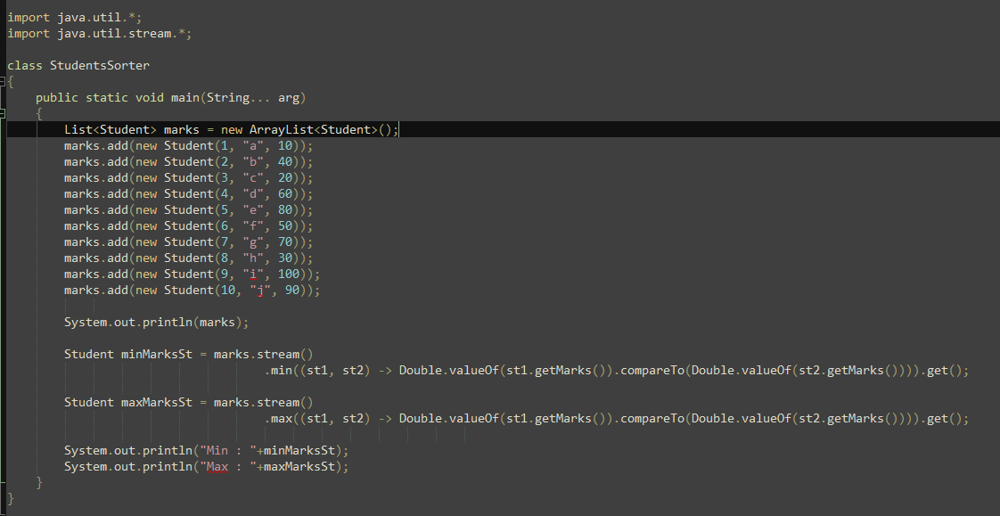 import java.util.*;
import java.util.stream.*;
class StudentsSorter
{
public static void main(String... arg)
{
List<Student> marks = new ArrayList<Student>();
marks.add(new Student(1, "a", 10));
marks.add(new Student(2, "b", 40));
marks.add(new Student(3, "c", 20));
marks.add(new Student(4, "d", 60));
marks.add(new Student(5, "e", 80));
marks.add(new Student(6, "f", 50));
marks.add(new Student(7, "g", 70));
marks.add(new Student(8, "h", 30));
marks.add(new Student(9, "i", 100));
marks.add(new Student(10, "j", 90));
System.out.println(marks);
Student minMarksSt = marks.stream()
.min((st1, st2) -> Double.valueOf(st1.getMarks()).compareTo(Double.valueOf(st2.getMarks()))).get();
Student maxMarksSt = marks.stream()
.max((st1, st2) -> Double.valueOf(st1.getMarks()).compareTo(Double.valueOf(st2.getMarks()))).get();
System.out.println("Min : "+minMarksSt);
System.out.println("Max : "+maxMarksSt);
}
}